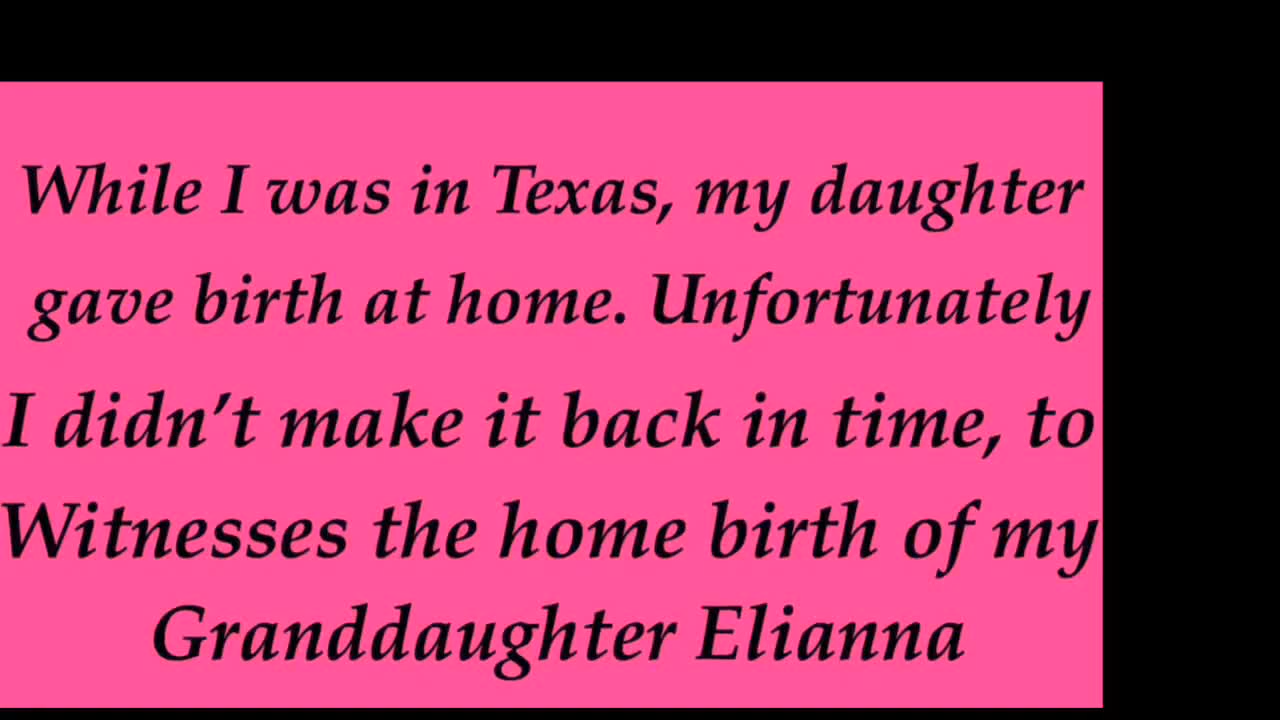 While I was in Texas, my daughter
gave birth at home. Unfortunately
I didn’t make it back in time, to
Witnesses the home birth of my
Granddaughter Elianna